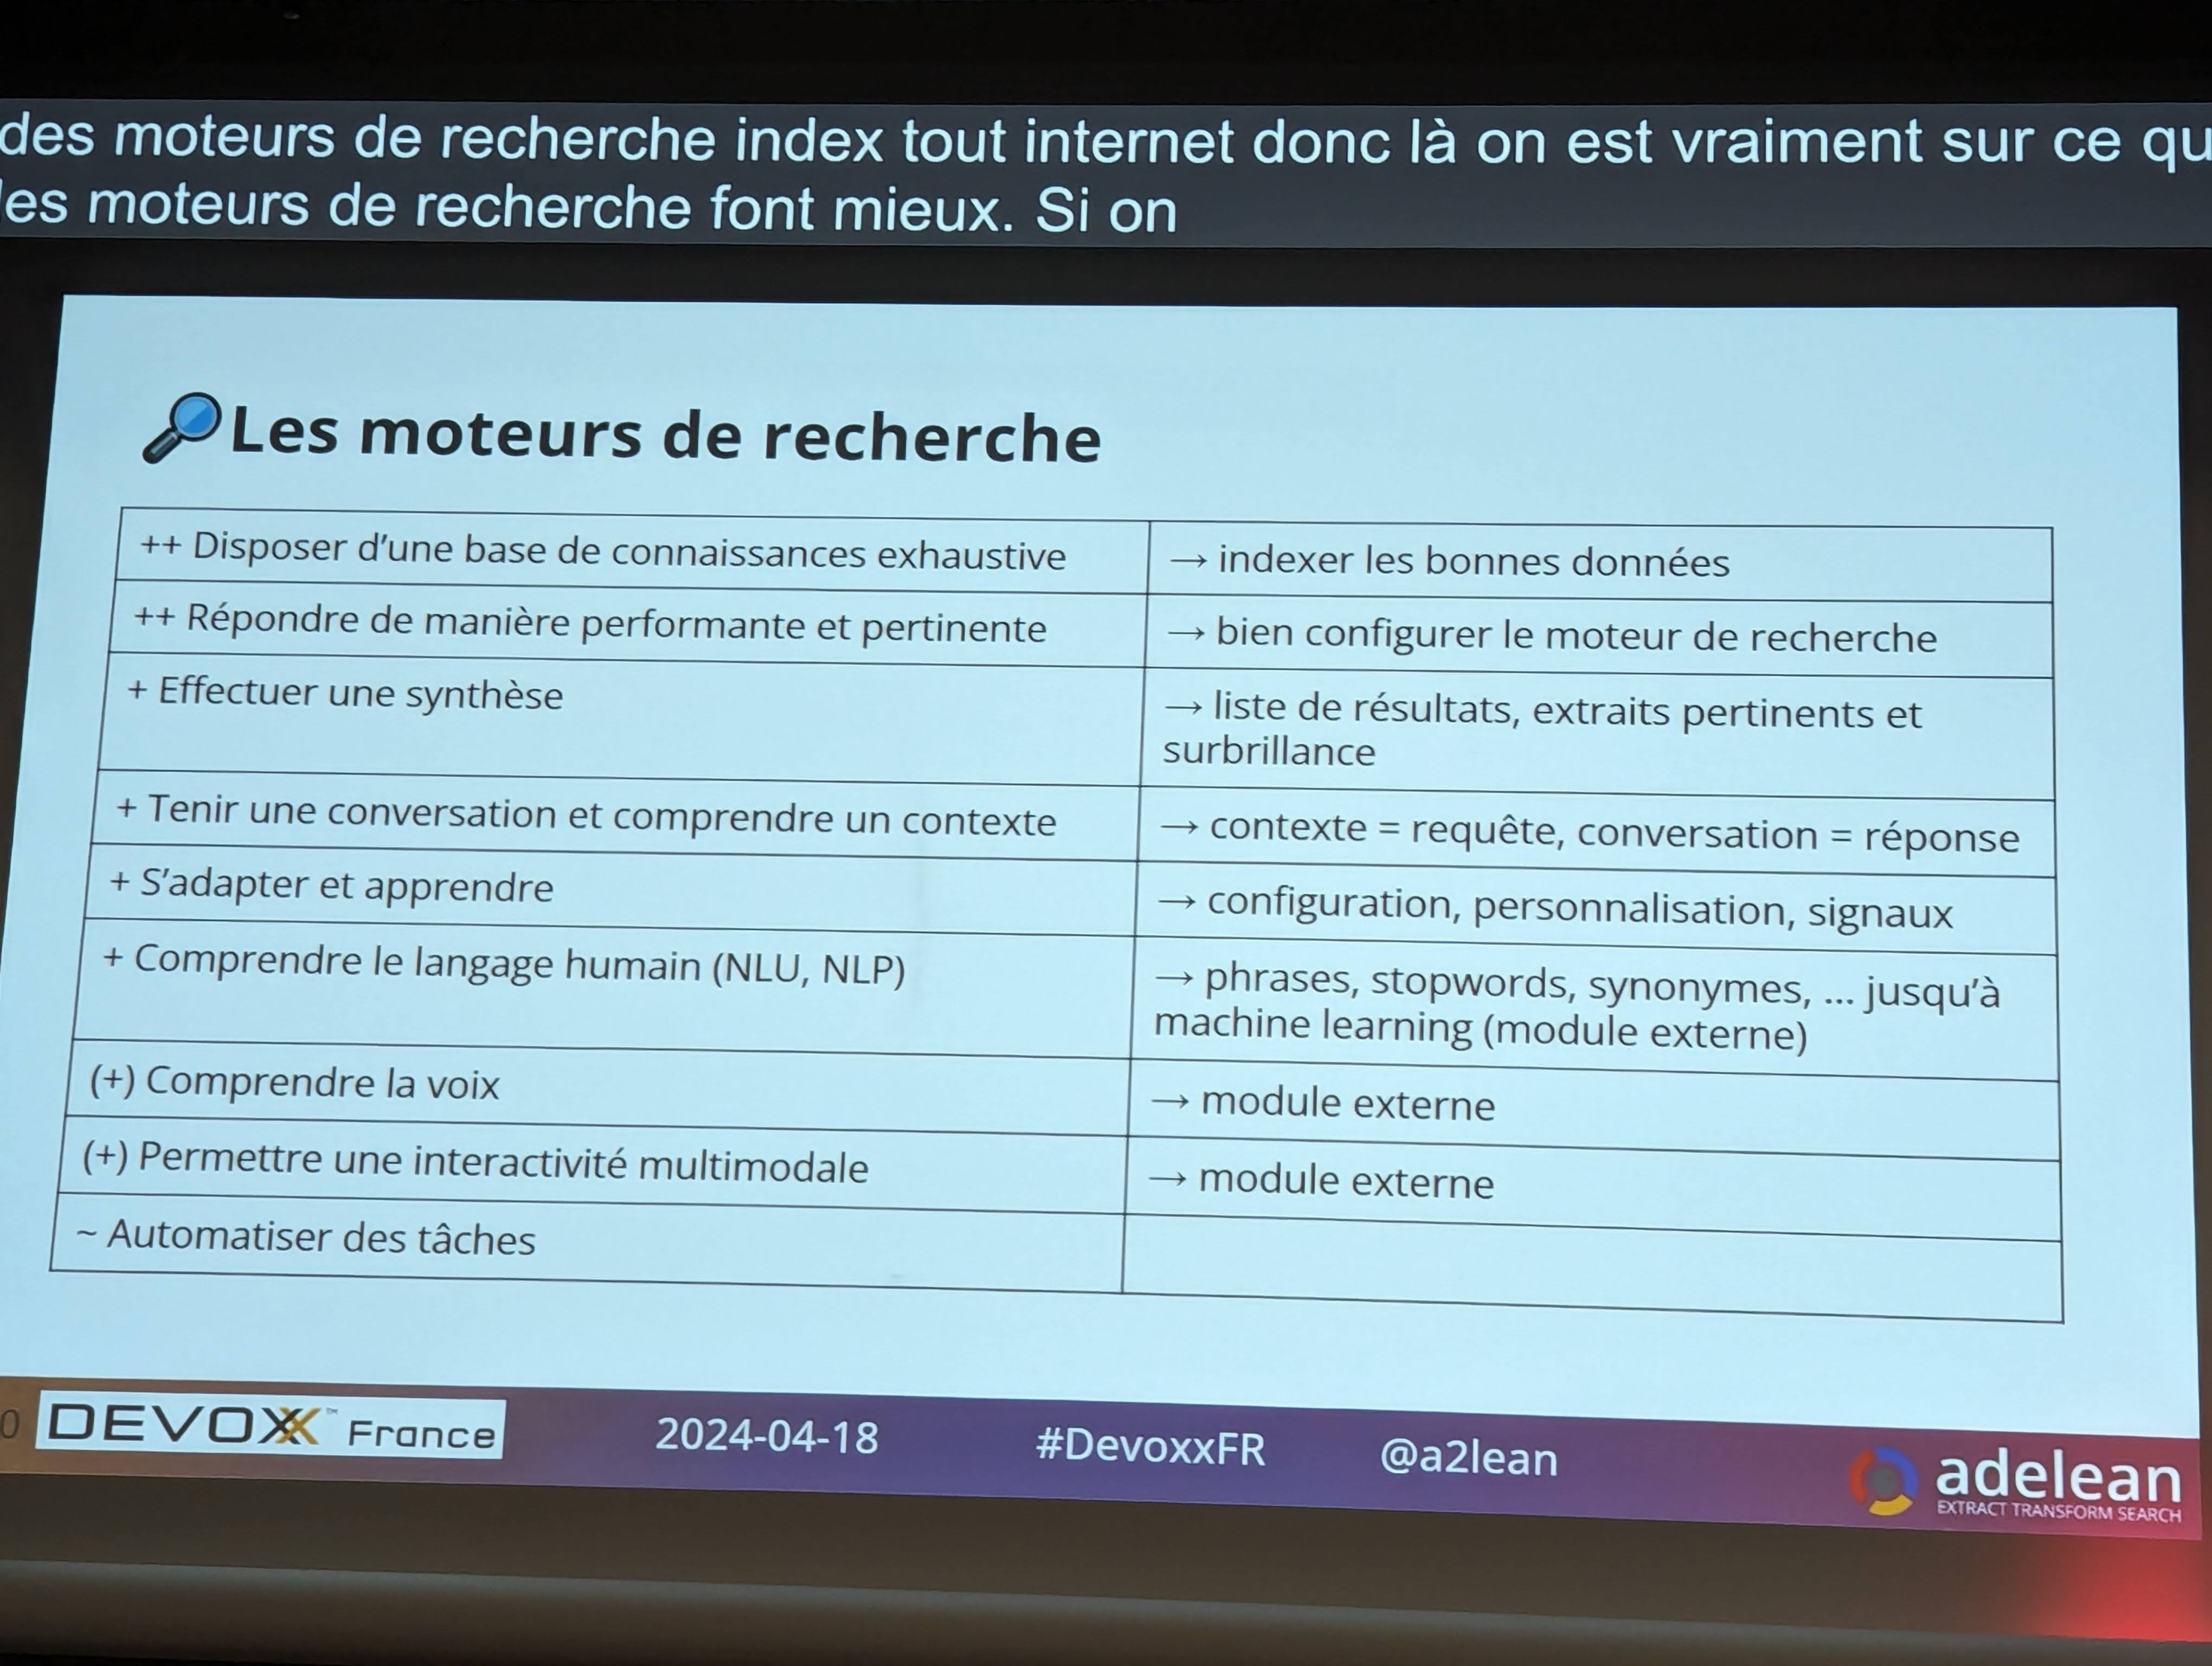 des moteurs de recherche index tout internet donc là on est vraiment sur ce qu
les moteurs de recherche font mieux. Si on
Les moteurs de recherche
++ Disposer d'une base de connaissances exhaustive
→ indexer les bonnes données
++ Répondre de manière performante et pertinente
→ bien configurer le moteur de recherche
+ Effectuer une synthèse
→ liste de résultats, extraits pertinents et
surbrillance
+ Tenir une conversation et comprendre un contexte
→ contexte = requête, conversation = réponse
+ S'adapter et apprendre
→ configuration, personnalisation, signaux
+ Comprendre le langage humain (NLU, NLP)
→ phrases, stopwords, synonymes, ... jusqu'à
machine learning (module externe)
(+) Comprendre la voix
→ module externe
(+) Permettre une interactivité multimodale
→ module externe
~ Automatiser des tâches
0
DEVOXX™ France
2024-04-18
#DevoxxFR
@a2lean
adelean
EXTRACT TRANSFORM SEARCH